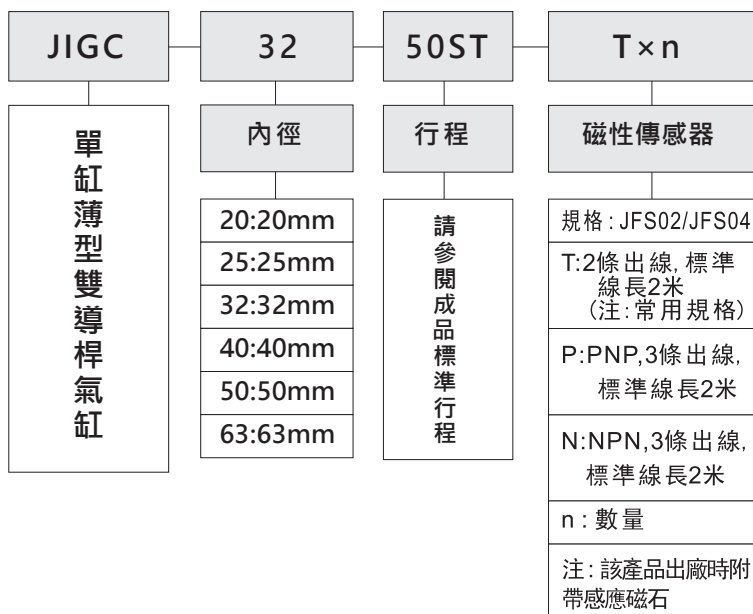 JIGC 32 50ST T×n
單缸薄型雙導桿氣缸
內徑
20:20mm
25:25mm
32:32mm
40:40mm
50:50mm
63:63mm
行程
請參閱成品標準行程
磁性傳感器
規格:JFS02/JFS04
T:2條出線,標準
線長2米
(注:常用規格)
P:PNP,3條出線,
標準線長2米
N:NPN,3條出線,
標準線長2米
n:數量
注:該產品出廠時附
帶感應磁石